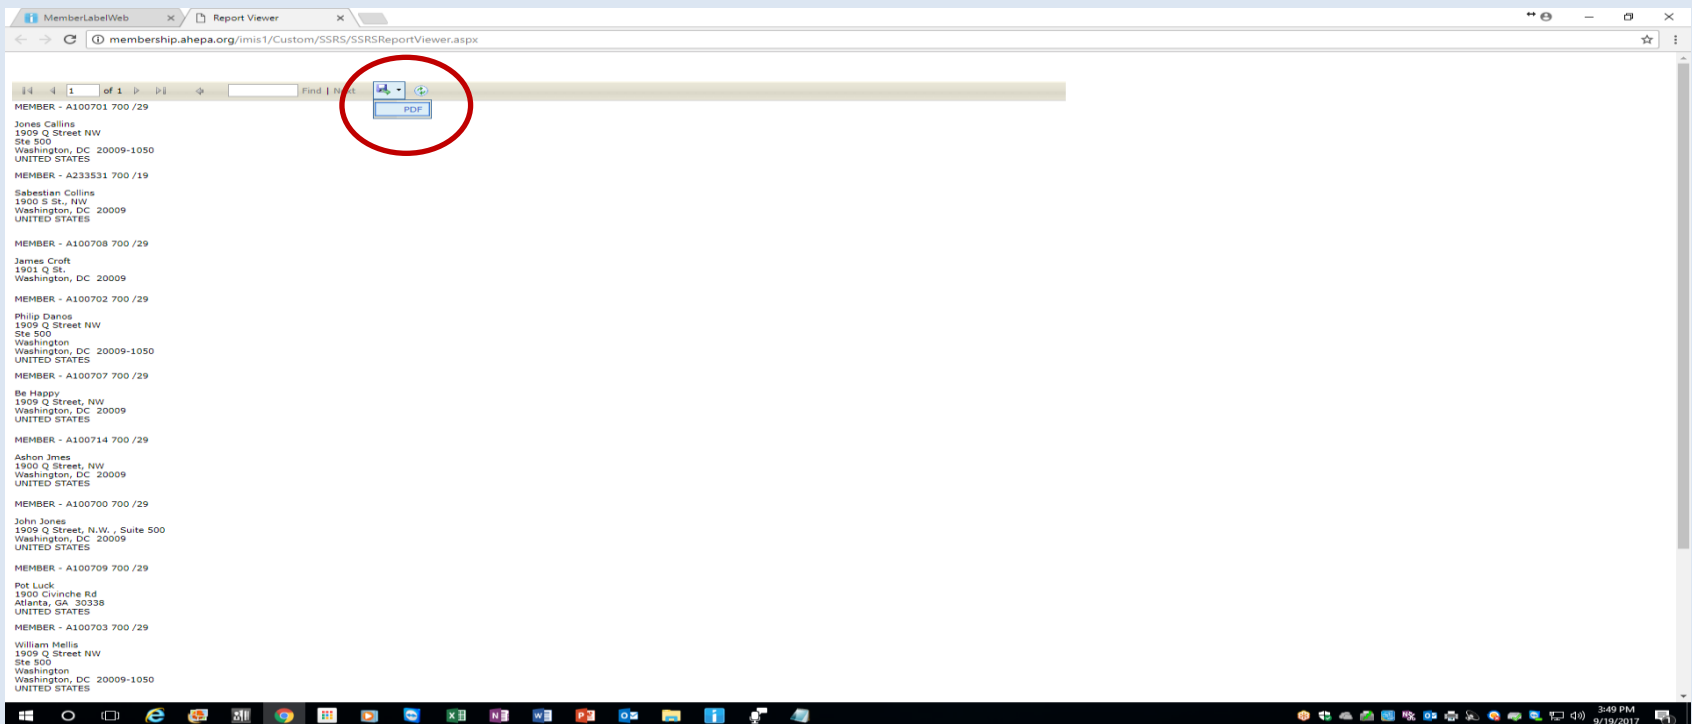 MemberLabelWeb
Report Viewer
membership.ahepa.org/imis1/Custom/SSRS/SSRSReportViewer.aspx
1 of 1 Find | Next
PDF
MEMBER - A100701 700 /29
Jones Callins
1909 Q Street NW
Ste 500
Washington, DC 20009-1050
UNITED STATES
MEMBER - A233531 700 /19
Sabestian Collins
1900 S St., NW
Washington, DC 20009
UNITED STATES
MEMBER - A100708 700 /29
James Croft
1901 Q St.
Washington, DC 20009
MEMBER - A100702 700 /29
Philip Danos
1909 Q Street NW
Ste 500
Washington
Washington, DC 20009-1050
UNITED STATES
MEMBER - A100707 700 /29
Be Happy
1909 Q Street, NW
Washington, DC 20009
UNITED STATES
MEMBER - A100714 700 /29
Ashon Jmes
1900 Q Street, NW
Washington, DC 20009
UNITED STATES
MEMBER - A100700 700 /29
John Jones
1909 Q Street, N.W. , Suite 500
Washington, DC 20009
UNITED STATES
MEMBER - A100709 700 /29
Pot Luck
1900 Civinche Rd
Atlanta, GA 30338
UNITED STATES
MEMBER - A100703 700 /29
William Mellis
1909 Q Street NW
Ste 500
Washington
Washington, DC 20009-1050
UNITED STATES
3:49 PM
9/19/2017